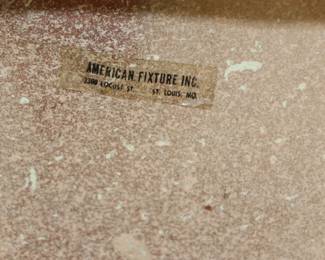 AMERICAN FIXTURE INC.
2300 LOCUST ST. ST. LOUIS, MO.